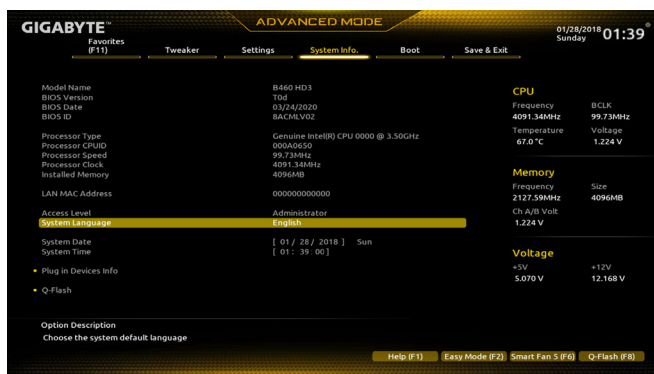 GIGABYTE™
ADVANCED MODE
01/28/2018
Sunday
01:39
Favorites
(F11)
Tweaker
Settings
System Info.
Boot
Save & Exit
Model Name B460 HD3
BIOS Version T0d
BIOS Date 03/24/2020
BIOS ID 8ACMLV02
Processor Type Genuine Intel(R) CPU 0000 @ 3.50GHz
Processor CPUID 000A0650
Processor Speed 99.73MHz
Processor Clock 4091.34MHz
Installed Memory 4096MB
LAN MAC Address 000000000000
Access Level Administrator
System Language English
System Date [ 01/ 28/ 2018 ] Sun
System Time [ 01: 39: 00]
Plug in Devices Info
Q-Flash
CPU
Frequency BCLK
4091.34MHz 99.73MHz
Temperature Voltage
67.0 °C 1.224 V
Memory
Frequency Size
2127.59MHz 4096MB
Ch A/B Volt
1.224 V
Voltage
+5V +12V
5.070 V 12.168 V
Option Description
Choose the system default language
Help (F1)
Easy Mode (F2)
Smart Fan 5 (F6)
Q-Flash (F8)